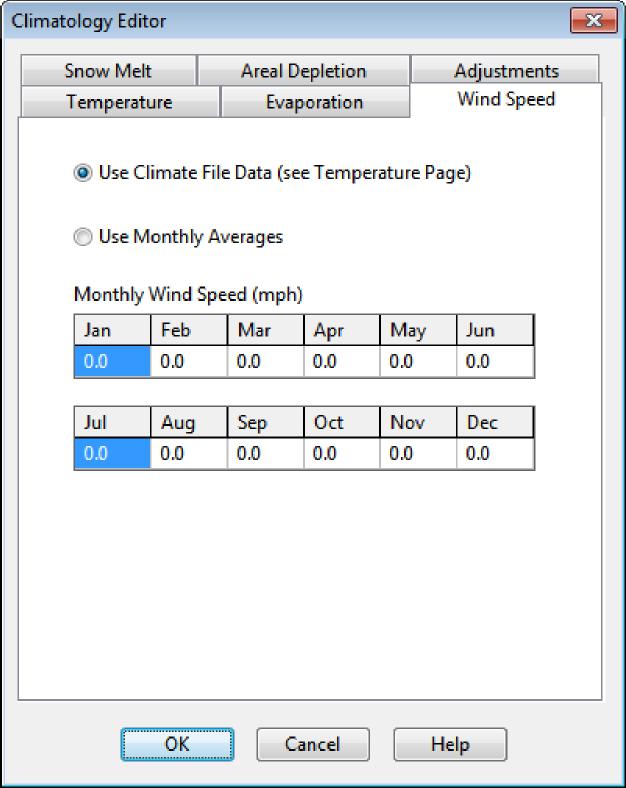 Climatology Editor
Snow Melt Areal Depletion Adjustments
Temperature Evaporation Wind Speed
Use Climate File Data (see Temperature Page)
Use Monthly Averages
Monthly Wind Speed (mph)
Jan Feb Mar Apr May Jun
0.0 0.0 0.0 0.0 0.0 0.0
Jul Aug Sep Oct Nov Dec
0.0 0.0 0.0 0.0 0.0 0.0
OK Cancel Help